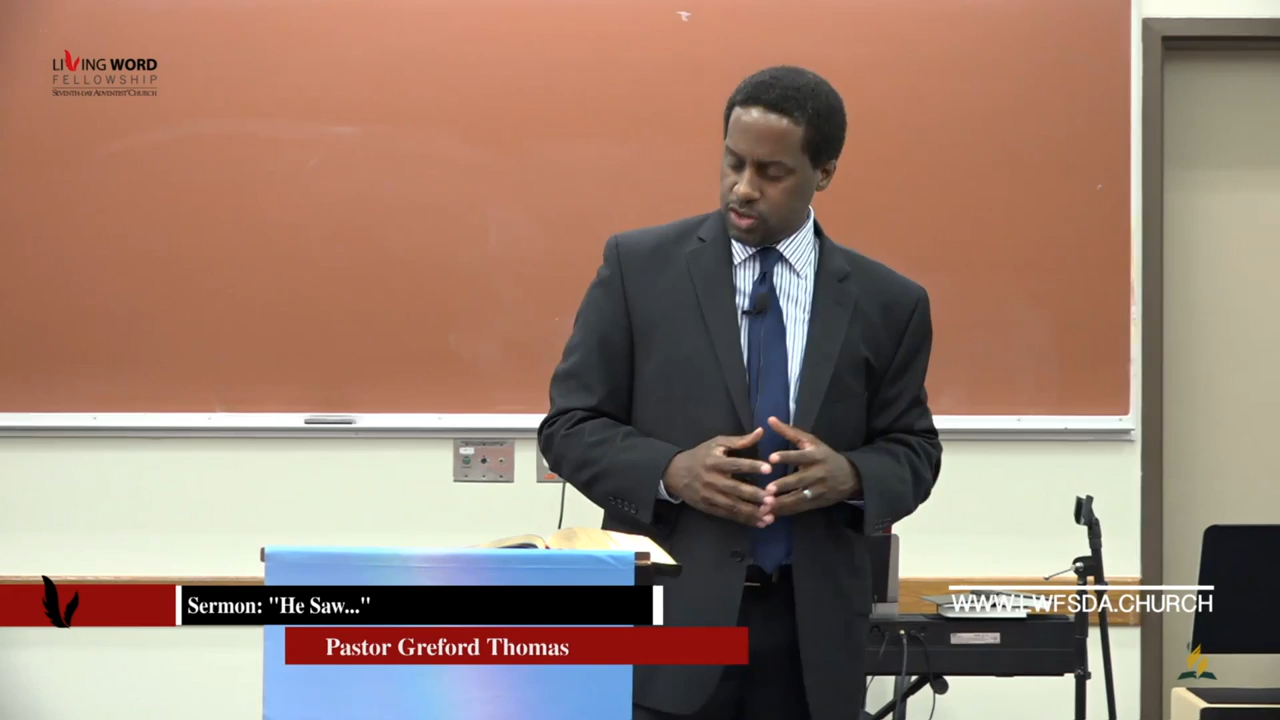 LIVING WORD
FELLOWSHIP
SEVENTH-DAY ADVENTIST CHURCH
Sermon: "He Saw..."
WWW.LWFSDA.CHURCH
Pastor Greford Thomas